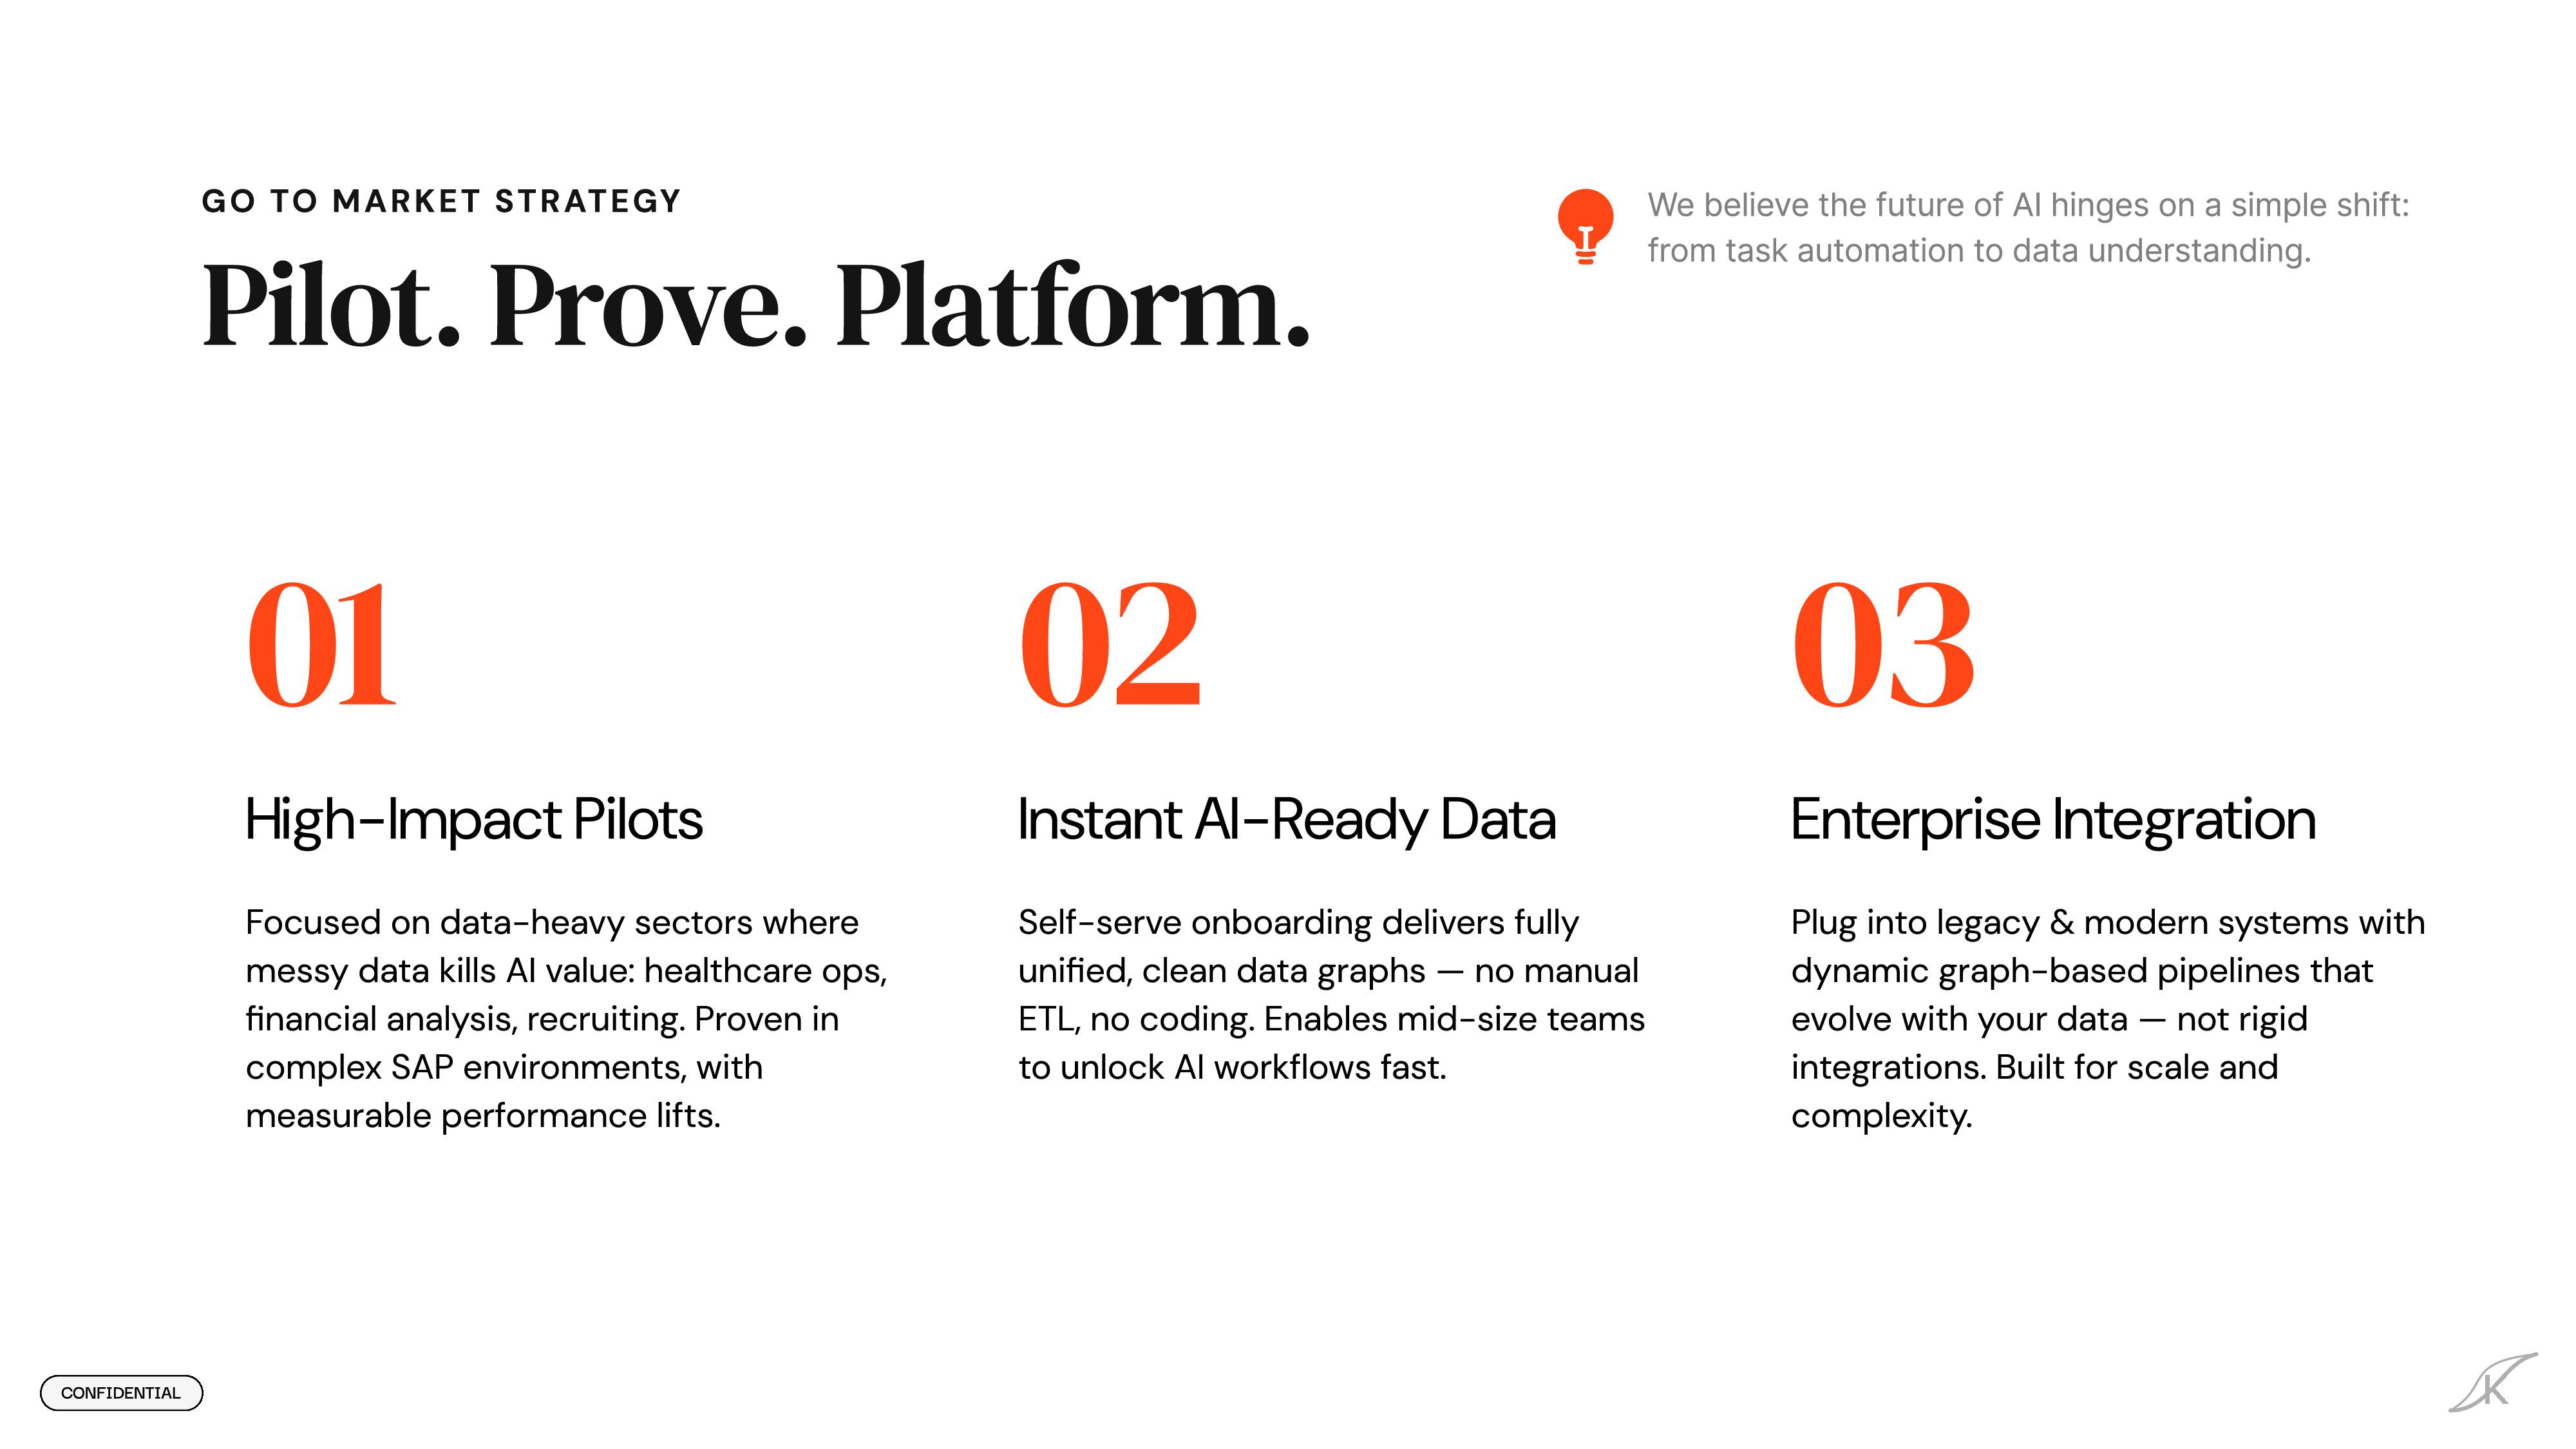 GO TO MARKET STRATEGY
Pilot. Prove. Platform.
We believe the future of AI hinges on a simple shift:
from task automation to data understanding.
01
High-Impact Pilots
Focused on data-heavy sectors where
messy data kills AI value: healthcare ops,
financial analysis, recruiting. Proven in
complex SAP environments, with
measurable performance lifts.
02
Instant AI-Ready Data
Self-serve onboarding delivers fully
unified, clean data graphs — no manual
ETL, no coding. Enables mid-size teams
to unlock AI workflows fast.
03
Enterprise Integration
Plug into legacy & modern systems with
dynamic graph-based pipelines that
evolve with your data — not rigid
integrations. Built for scale and
complexity.
CONFIDENTIAL
K